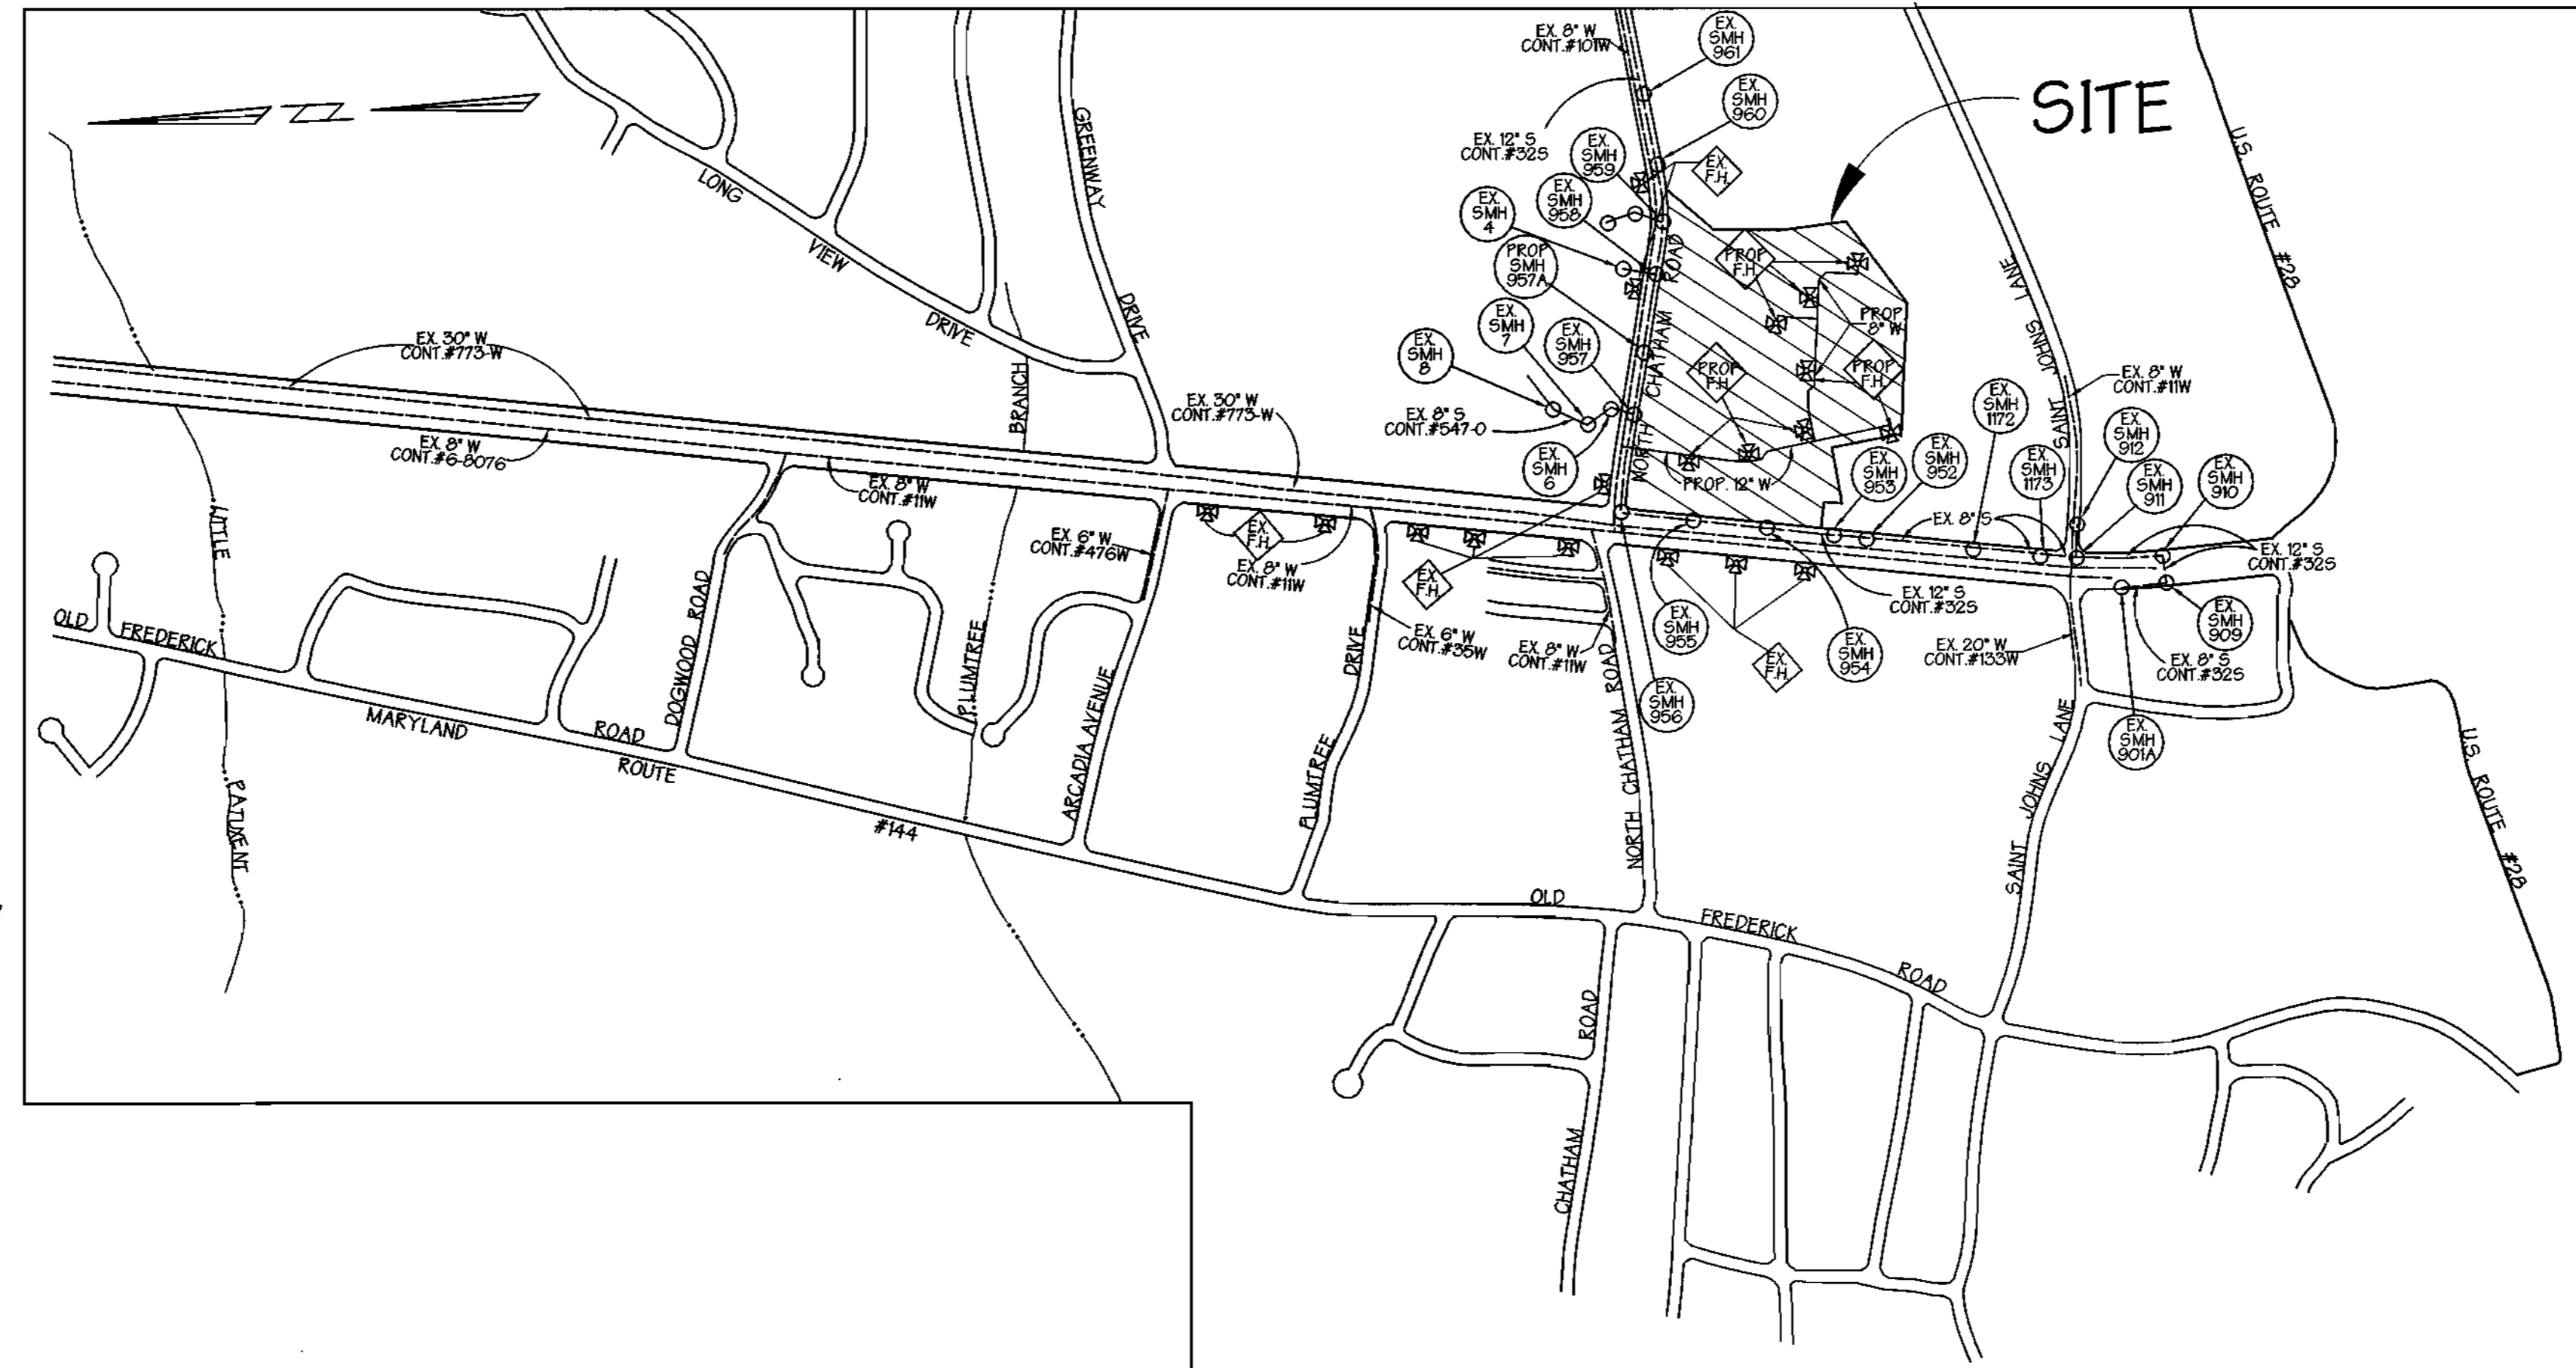 EX. 8" W
CONT.#101W
EX.
SMH
961
EX.
SMH
960
SITE
U.S. ROUTE #28
EX. 12" S
CONT.#32S
EX.
SMH
959
EX.
F.H.
EX.
SMH
958
EX.
SMH
4
PROP
SMH
957A
PROP
F.H.
PROP
8" W
PROP
F.H.
PROP
F.H.
EX.
SMH
7
EX.
SMH
957
EX.
SMH
8
EX. 8" S
CONT.#547-0
EX.
SMH
6
NORTH CHATHAM ROAD
PROP. 12" W
GREENWAY DRIVE
LONG VIEW DRIVE
BRANCH
EX. 30" W
CONT.#773-W
EX. 30" W
CONT.#773-W
EX. 8" W
CONT.#6-8076
EX. 8" W
CONT.#11W
EX. 6" W
CONT.#476W
EX.
F.H.
EX. 8" W
CONT.#11W
EX.
F.H.
EX. 6" W
CONT.#35W
EX. 8" W
CONT.#11W
SAINT JOHNS LANE
EX. 8" W
CONT.#11W
EX.
SMH
1172
EX.
SMH
912
EX.
SMH
952
EX.
SMH
953
EX.
SMH
1173
EX.
SMH
911
EX.
SMH
910
EX. 8" S
EX. 12" S
CONT.#32S
EX. 12" S
CONT.#32S
EX.
SMH
955
EX.
SMH
954
EX.
SMH
956
EX.
F.H.
EX. 20" W
CONT.#133W
EX.
SMH
909
EX. 8" S
CONT.#32S
EX.
SMH
901A
LITTLE PATUXENT
OLD FREDERICK ROAD
MARYLAND ROUTE #144
DOGWOOD ROAD
PLUMTREE
ARCADIA AVENUE
PLUMTREE DRIVE
NORTH CHATHAM ROAD
SAINT JOHNS LANE
U.S. ROUTE #28
OLD FREDERICK ROAD
CHATHAM ROAD